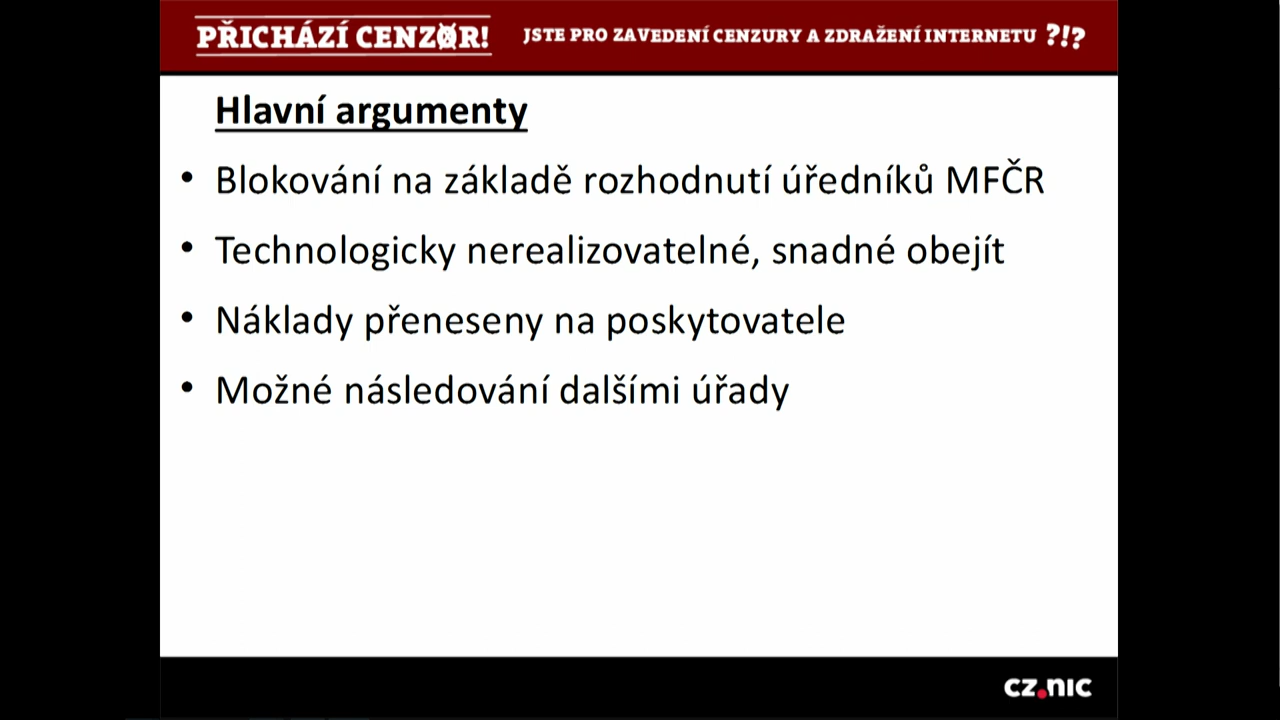 PŘICHÁZÍ CENZOR!
JSTE PRO ZAVEDENÍ CENZURY A ZDRAŽENÍ INTERNETU ?!?
Hlavní argumenty
• Blokování na základě rozhodnutí úředníků MFČR
• Technologicky nerealizovatelné, snadné obejít
• Náklady přeneseny na poskytovatele
• Možné následování dalšími úřady
CZ.NIC